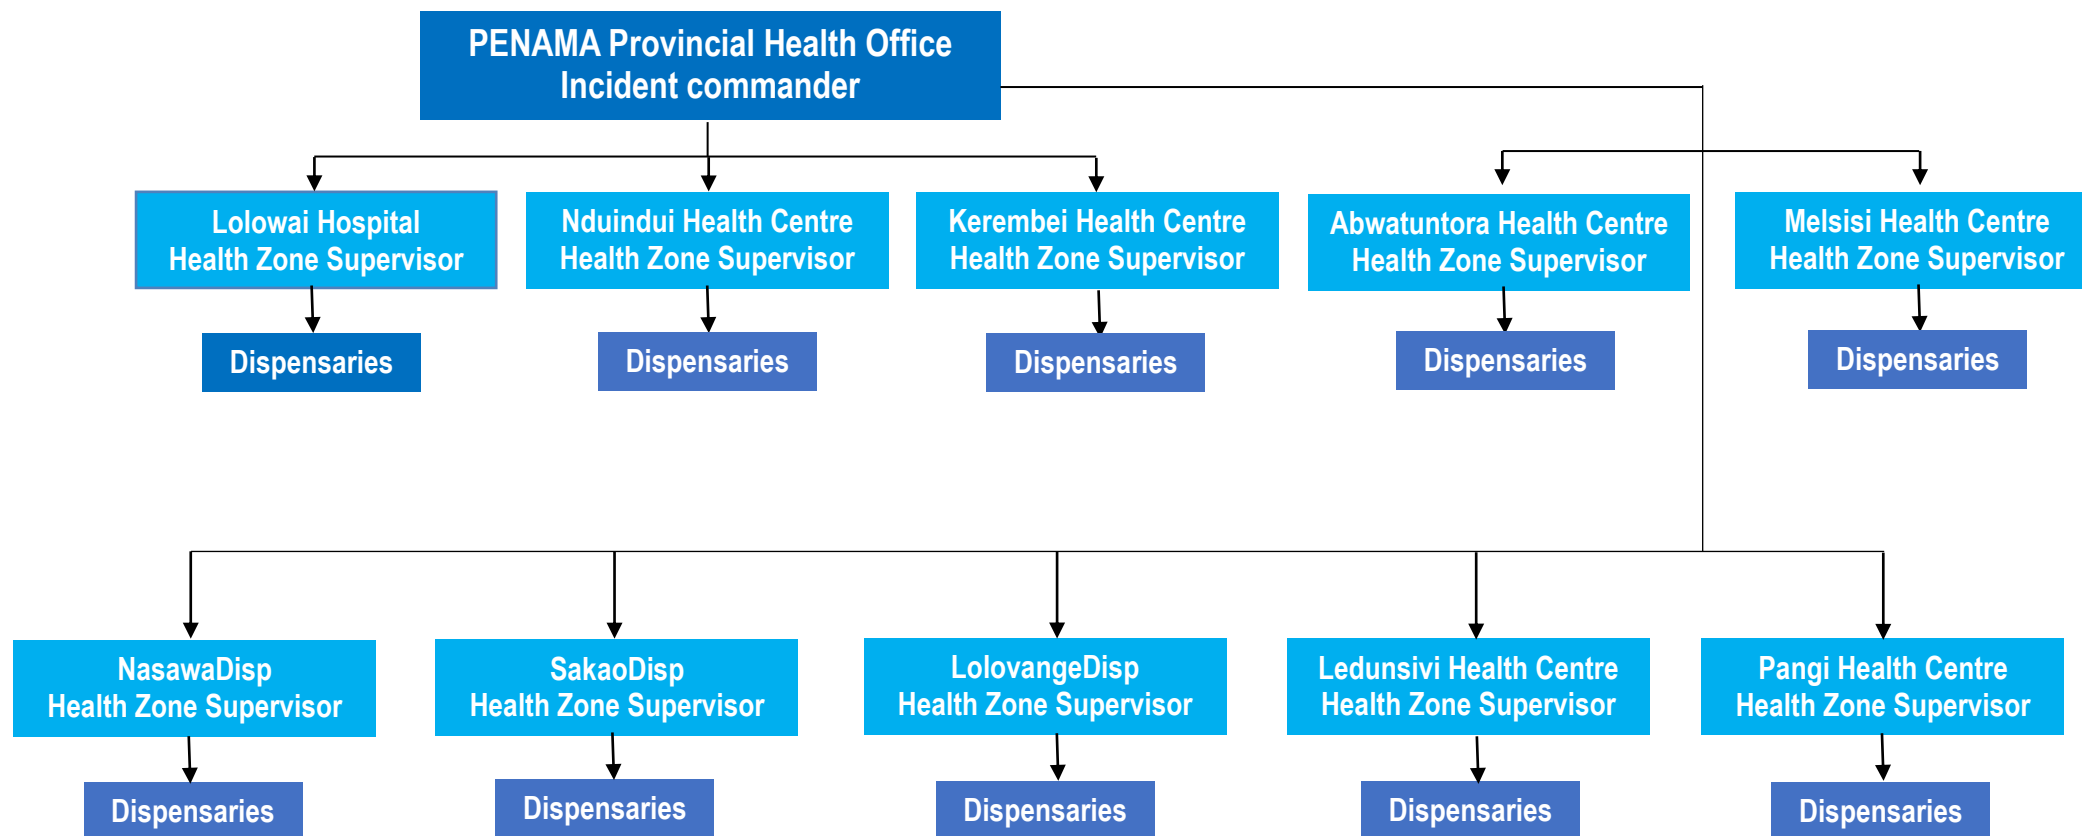 PENAMA Provincial Health Office
Incident commander
Lolowai Hospital
Health Zone Supervisor
Nduindui Health Centre
Health Zone Supervisor
Kerembei Health Centre
Health Zone Supervisor
Abwatuntora Health Centre
Health Zone Supervisor
Melsisi Health Centre
Health Zone Supervisor
Dispensaries
Dispensaries
Dispensaries
Dispensaries
Dispensaries
NasawaDisp
Health Zone Supervisor
SakaoDisp
Health Zone Supervisor
LolovangeDisp
Health Zone Supervisor
Ledunsivi Health Centre
Health Zone Supervisor
Pangi Health Centre
Health Zone Supervisor
Dispensaries
Dispensaries
Dispensaries
Dispensaries
Dispensaries